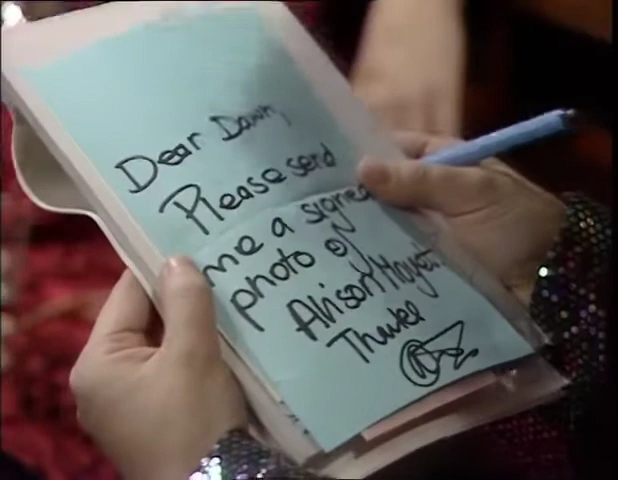 Dear Dawn
Please send
me a signed
photo of
Alison Moyet.
Thanks